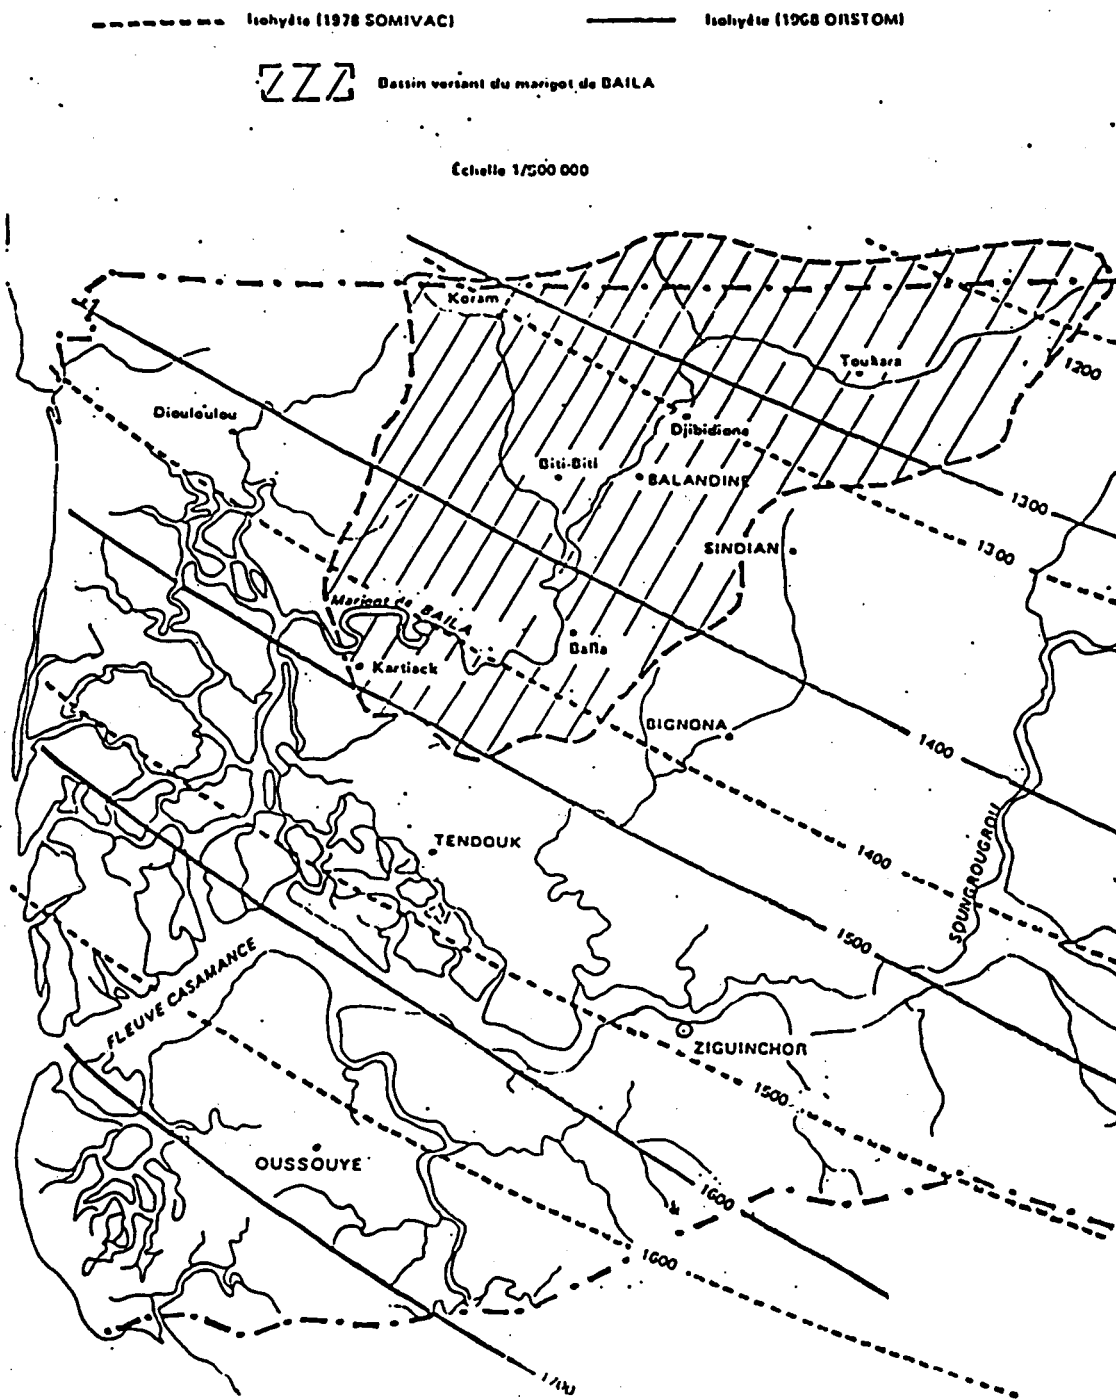 Isohyète (1978 SOMIVAC)
Isohyète (1968 ORSTOM)
Bassin versant du marigot de BAILA
Échelle 1/500 000
Koram
Toukara
1200
Diouloulou
Djibidione
Biti-Biti
BALANDINE
1300
1300
SINDIAN
Marigot de BAILA
Baïla
Kartiack
BIGNONA
1400
TENDOUK
1400
SOUNGROUGROU
1500
FLEUVE CASAMANCE
ZIGUINCHOR
1500
OUSSOUYE
1600
1600
1700